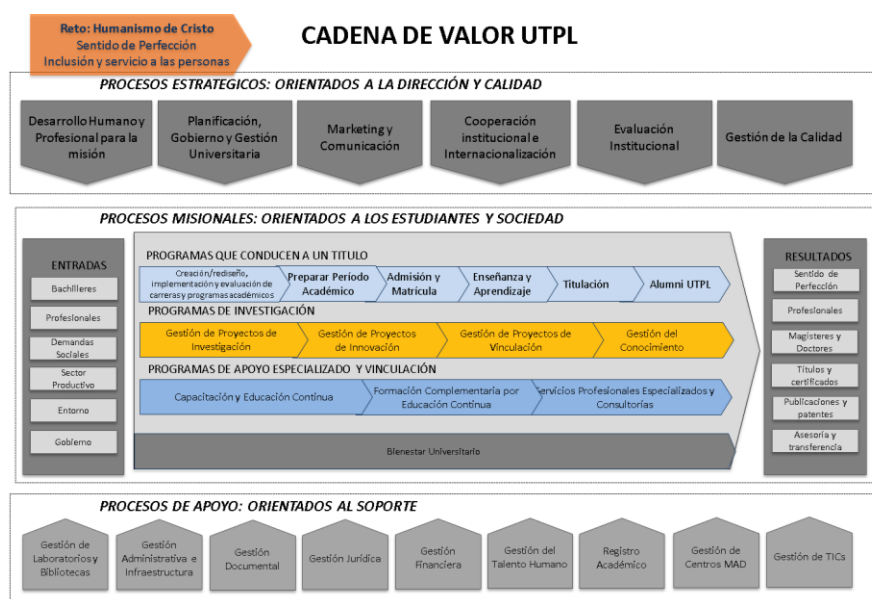 Reto: Humanismo de Cristo
Sentido de Perfección
Inclusión y servicio a las personas
CADENA DE VALOR UTPL
PROCESOS ESTRATEGICOS: ORIENTADOS A LA DIRECCIÓN Y CALIDAD
Desarrollo Humano y
Profesional para la
misión
Planificación,
Gobierno y Gestión
Universitaria
Marketing y
Comunicación
Cooperación
institucional e
Internacionalización
Evaluación
Institucional
Gestión de la Calidad
PROCESOS MISIONALES: ORIENTADOS A LOS ESTUDIANTES Y SOCIEDAD
ENTRADAS
Bachilleres
Profesionales
Demandas
Sociales
Sector
Productivo
Entorno
Gobierno
PROGRAMAS QUE CONDUCEN A UN TITULO
Creación/rediseño,
implementación y evaluación de
carreras y programas académicos
Preparar Período
Académico
Admisión y
Matrícula
Enseñanza y
Aprendizaje
Titulación
Alumni UTPL
PROGRAMAS DE INVESTIGACIÓN
Gestión de Proyectos de
Investigación
Gestión de Proyectos
de Innovación
Gestión de Proyectos de
Vinculación
Gestión del
Conocimiento
PROGRAMAS DE APOYO ESPECIALIZADO Y VINCULACIÓN
Capacitación y Educación Continua
Formación Complementaria por
Educación Continua
Servicios Profesionales Especializados y
Consultorías
Bienestar Universitario
RESULTADOS
Sentido de
Perfección
Profesionales
Magísteres y
Doctores
Títulos y
certificados
Publicaciones y
patentes
Asesoría y
transferencia
PROCESOS DE APOYO: ORIENTADOS AL SOPORTE
Gestión de
Laboratorios y
Bibliotecas
Gestión
Administrativa e
Infraestructura
Gestión
Documental
Gestión Jurídica
Gestión
Financiera
Gestión del
Talento Humano
Registro
Académico
Gestión de
Centros MAD
Gestión de TICs